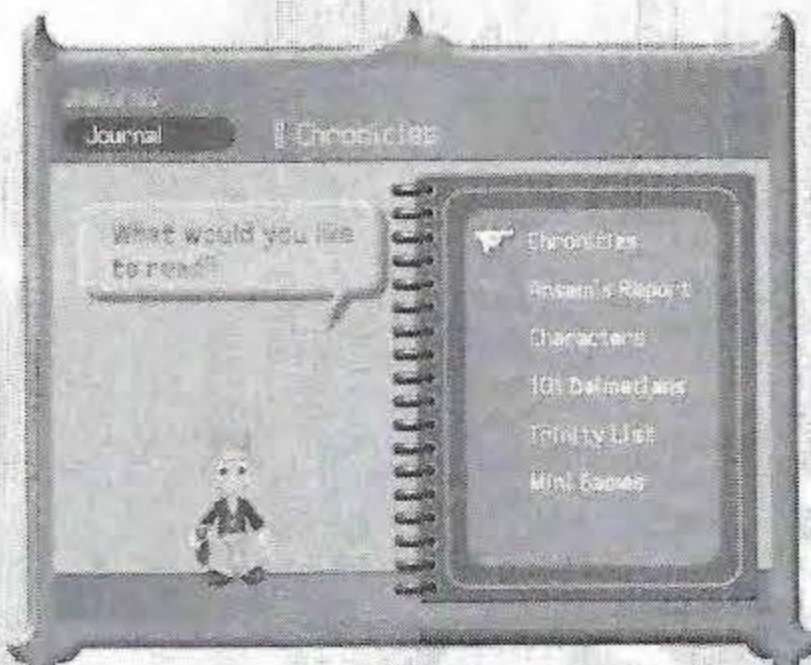 Journal
Chronicles
What would you like
to read?
Chronicles
Ansem's Report
Characters
101 Dalmatians
Trinity List
Mini Games